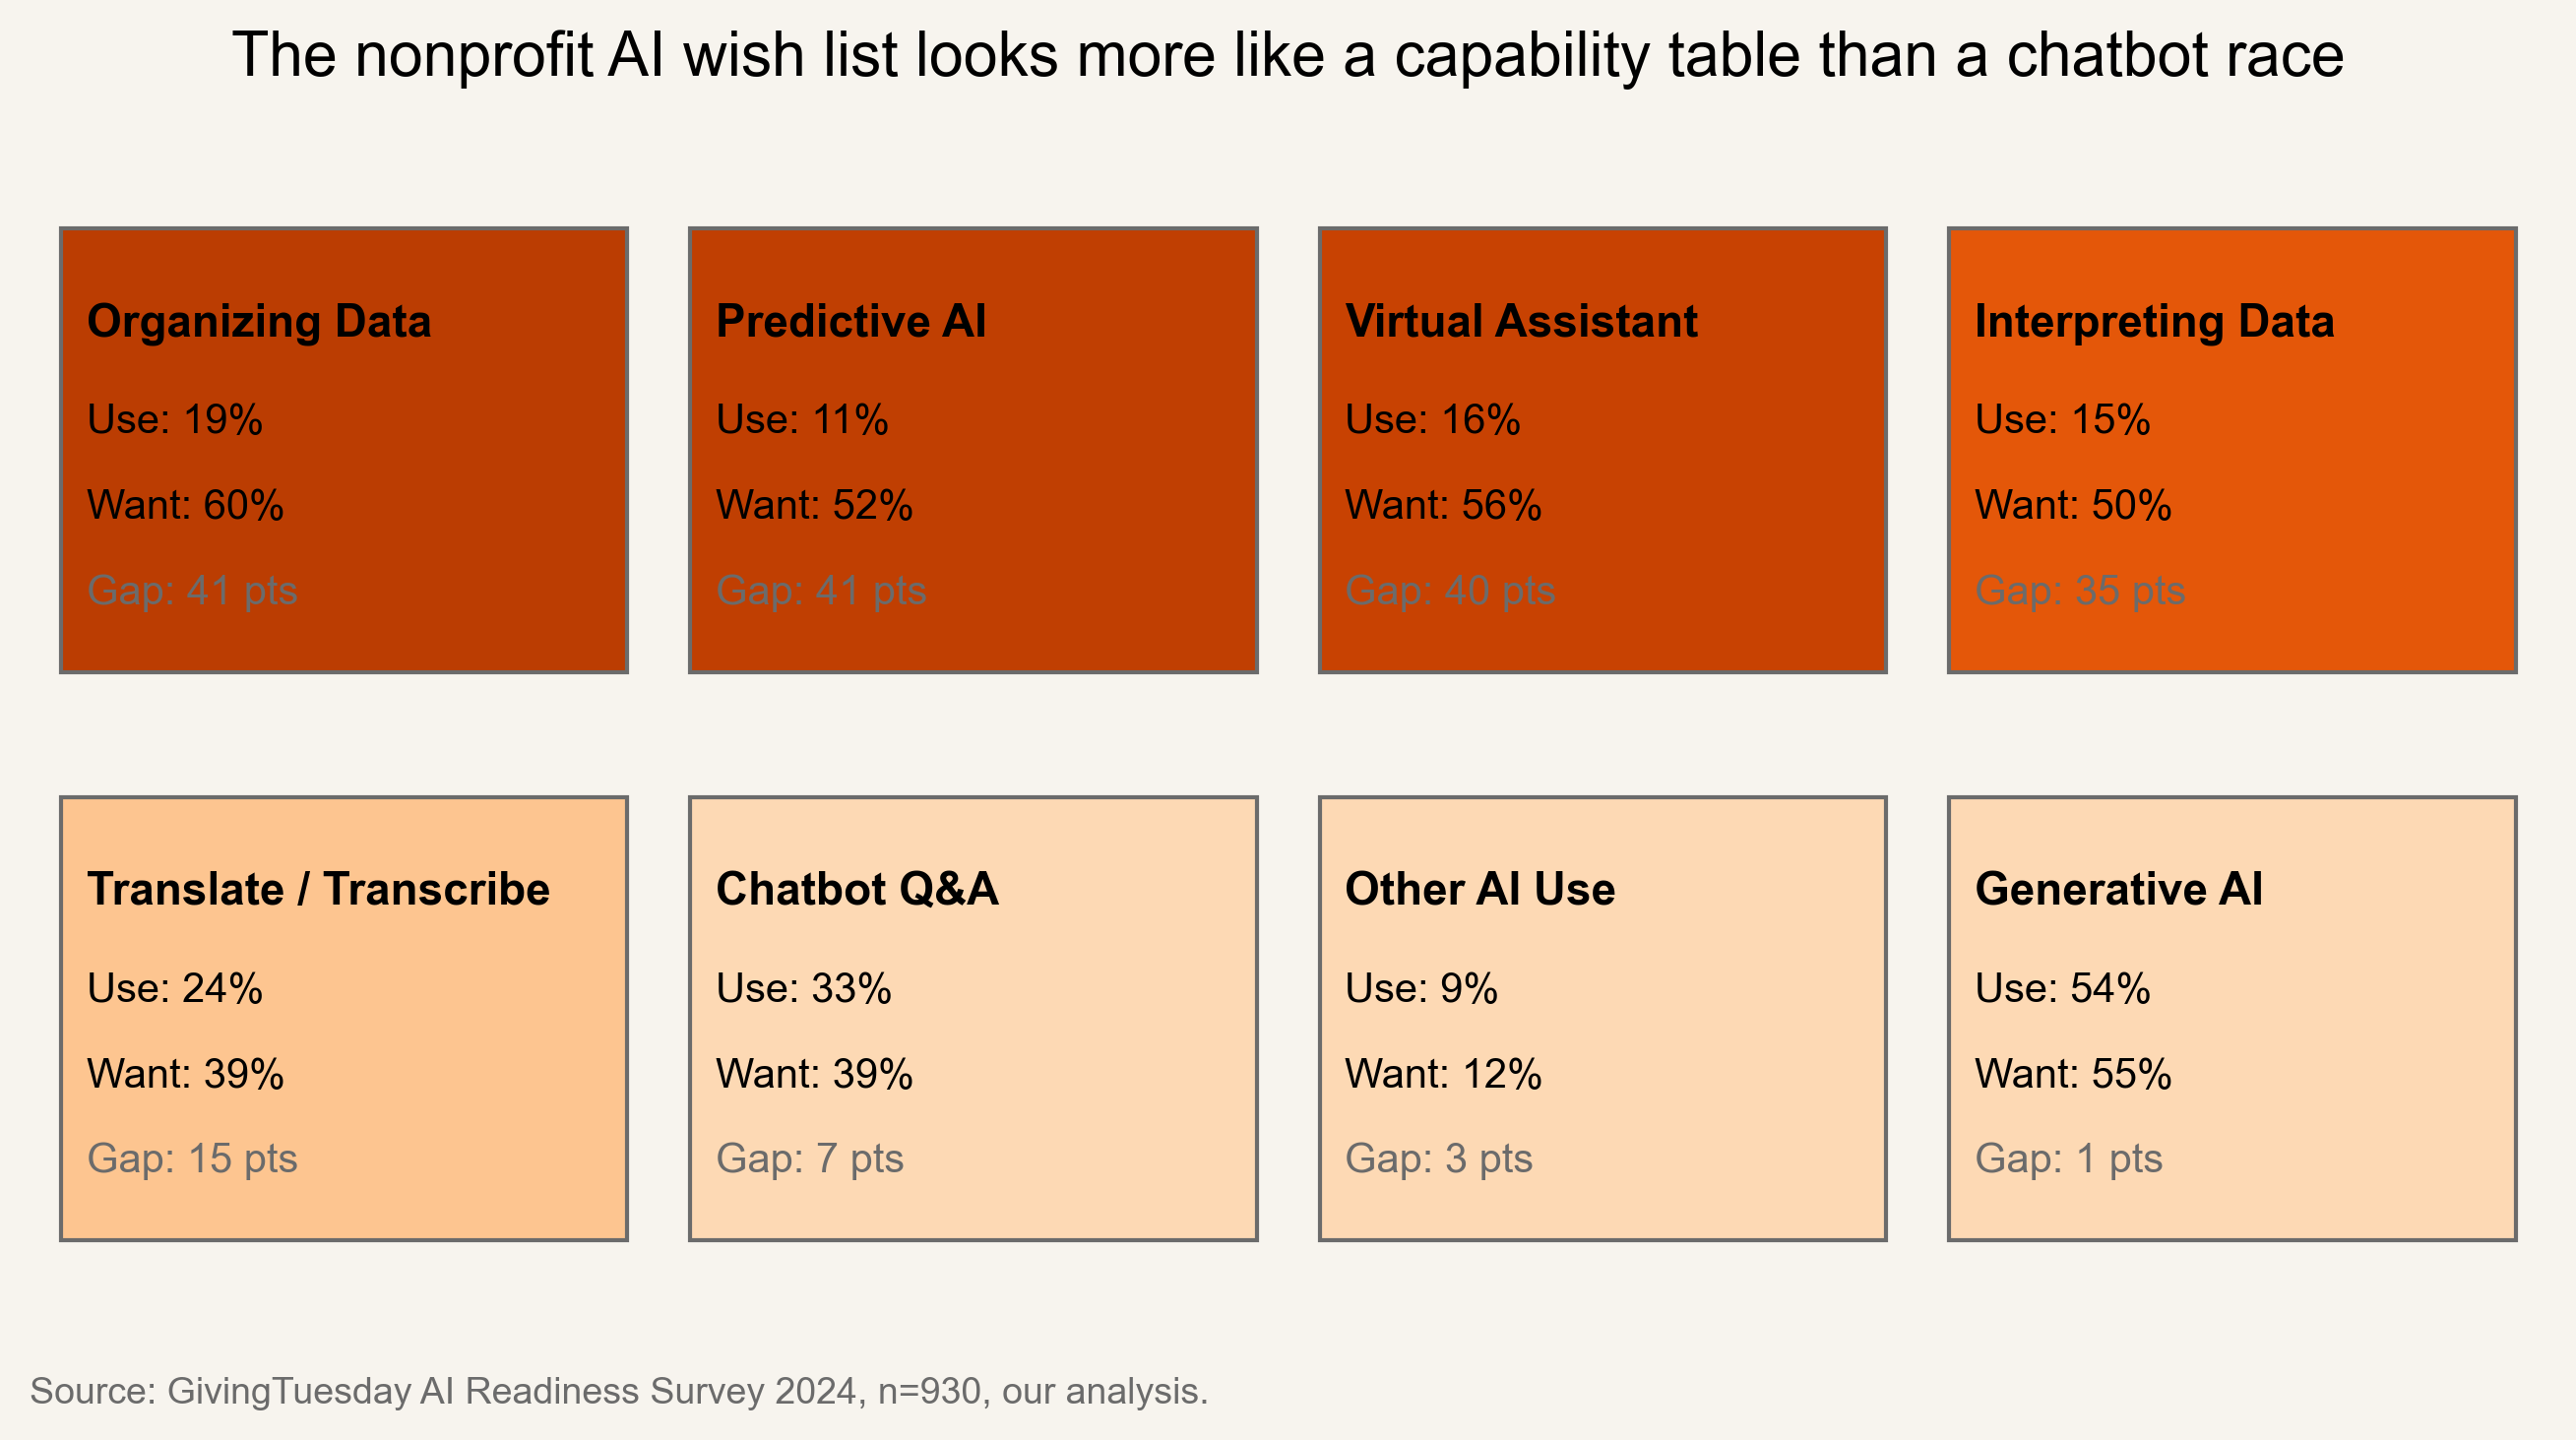 The nonprofit AI wish list looks more like a capability table than a chatbot race
Organizing Data
Use: 19%
Want: 60%
Gap: 41 pts
Predictive AI
Use: 11%
Want: 52%
Gap: 41 pts
Virtual Assistant
Use: 16%
Want: 56%
Gap: 40 pts
Interpreting Data
Use: 15%
Want: 50%
Gap: 35 pts
Translate / Transcribe
Use: 24%
Want: 39%
Gap: 15 pts
Chatbot Q&A
Use: 33%
Want: 39%
Gap: 7 pts
Other AI Use
Use: 9%
Want: 12%
Gap: 3 pts
Generative AI
Use: 54%
Want: 55%
Gap: 1 pts
Source: GivingTuesday AI Readiness Survey 2024, n=930, our analysis.